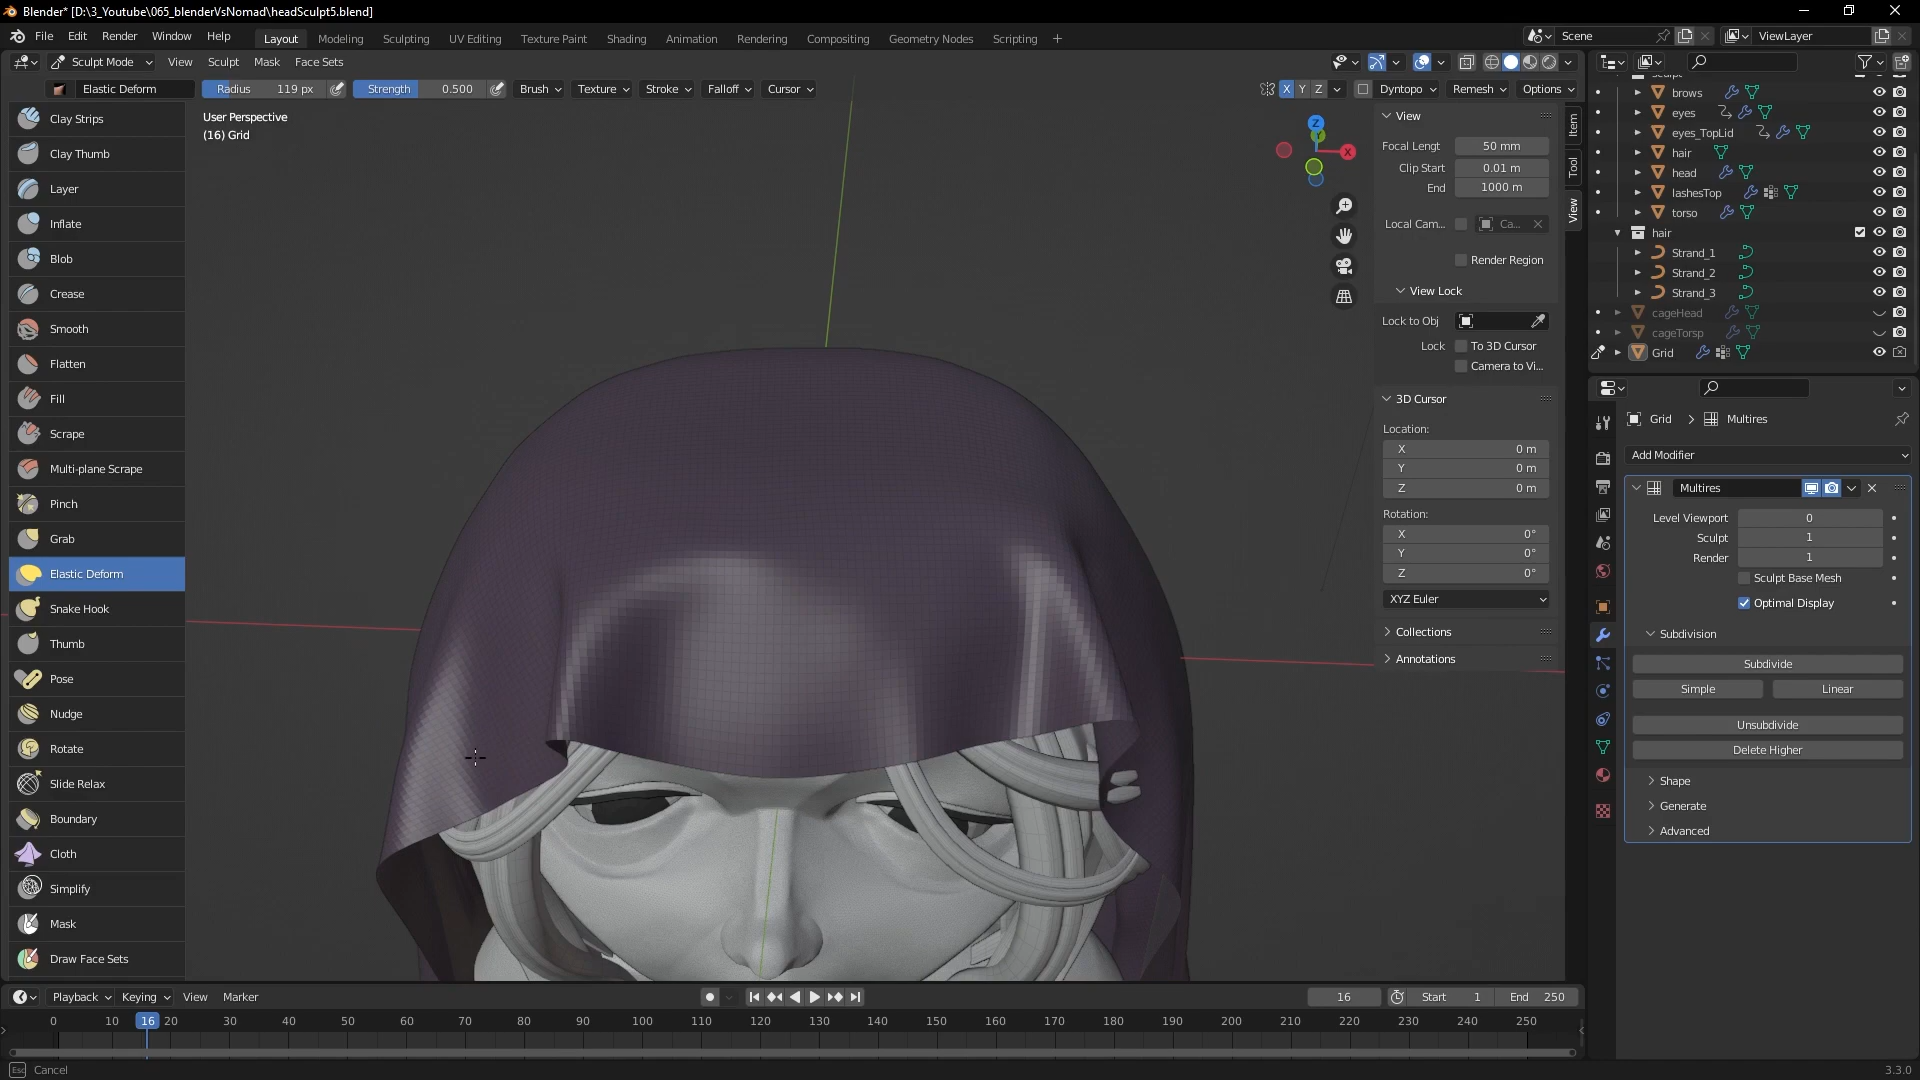 Blender* [D:\3_Youtube\065_blenderVsNomad\headSculpt5.blend]
File Edit Render Window Help Layout Modeling Sculpting UV Editing Texture Paint Shading Animation Rendering Compositing Geometry Nodes Scripting + Scene ViewLayer
Sculpt Mode View Sculpt Mask Face Sets
Elastic Deform Radius 119 px Strength 0.500 Brush Texture Stroke Falloff Cursor X Y Z Dyntopo Remesh Options
Clay Strips
Clay Thumb
Layer
Inflate
Blob
Crease
Smooth
Flatten
Fill
Scrape
Multi-plane Scrape
Pinch
Grab
Elastic Deform
Snake Hook
Thumb
Pose
Nudge
Rotate
Slide Relax
Boundary
Cloth
Simplify
Mask
Draw Face Sets
User Perspective
(16) Grid
Z
Y
X
View
Focal Lengt 50 mm
Clip Start 0.01 m
End 1000 m
Local Cam... Ca...
Render Region
View Lock
Lock to Obj
Lock To 3D Cursor
Camera to Vi...
3D Cursor
Location:
X 0 m
Y 0 m
Z 0 m
Rotation:
X 0°
Y 0°
Z 0°
XYZ Euler
Collections
Annotations
Item
Tool
View
brows
eyes
eyes_TopLid
hair
head
lashesTop
torso
hair
Strand_1
Strand_2
Strand_3
cageHead
cageTorsp
Grid
Grid > Multires
Add Modifier
Multires
Level Viewport 0
Sculpt 1
Render 1
Sculpt Base Mesh
Optimal Display
Subdivision
Subdivide
Simple Linear
Unsubdivide
Delete Higher
Shape
Generate
Advanced
Playback Keying View Marker 16 Start 1 End 250
0 10 16 20 30 40 50 60 70 80 90 100 110 120 130 140 150 160 170 180 190 200 210 220 230 240 250
Esc Cancel 3.3.0